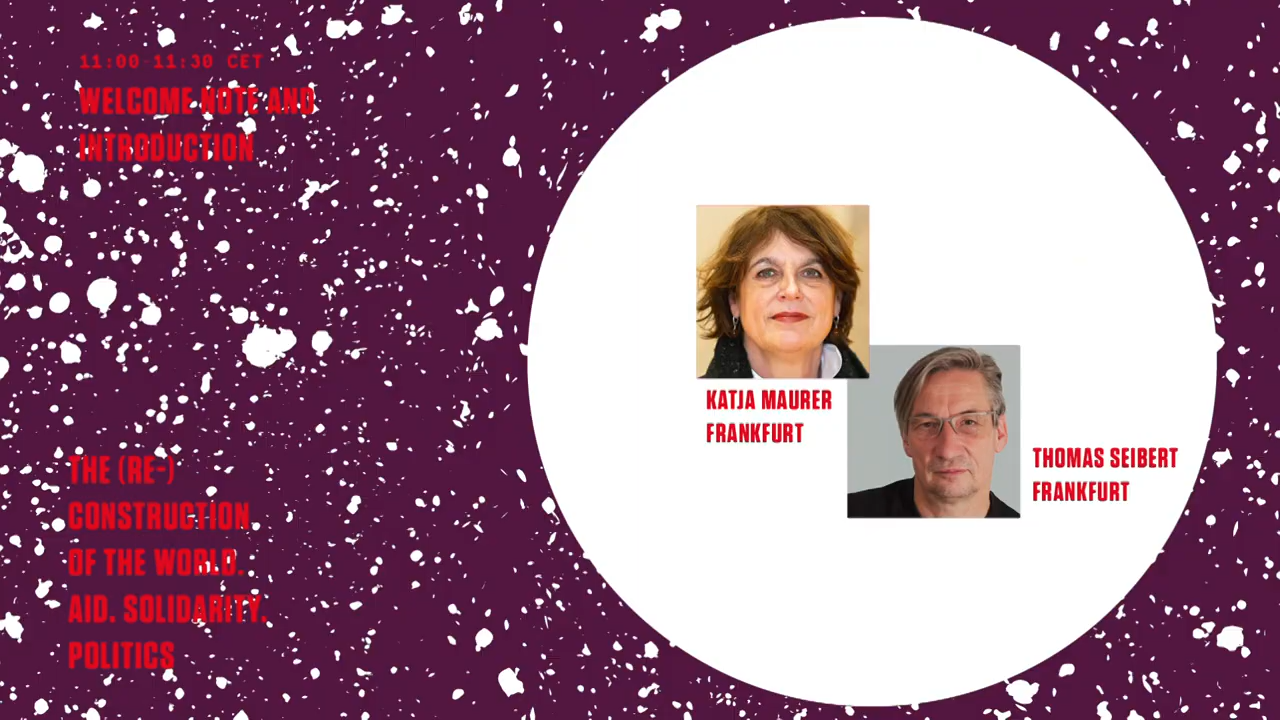 11:00-11:30 CET
WELCOME NOTE AND
INTRODUCTION
KATJA MAURER
FRANKFURT
THOMAS SEIBERT
FRANKFURT
THE (RE-)
CONSTRUCTION
OF THE WORLD.
AID. SOLIDARITY.
POLITICS